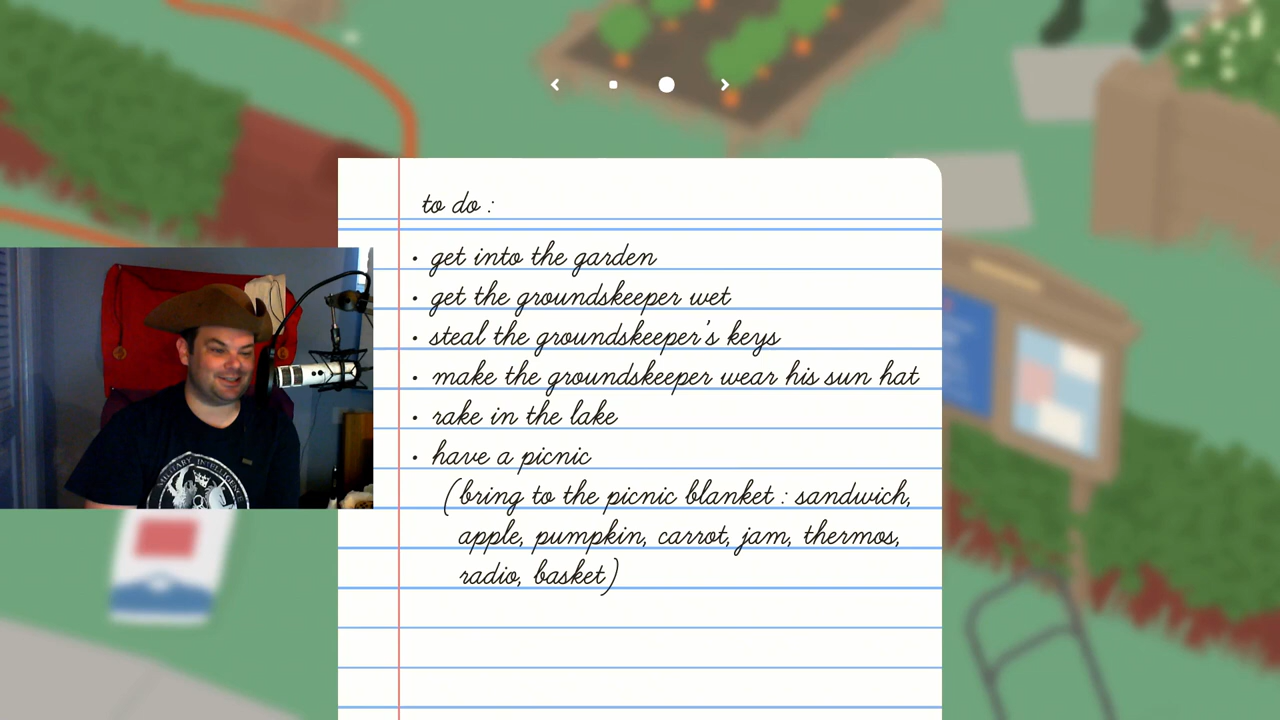 to do :
• get into the garden
• get the groundskeeper wet
• steal the groundskeeper's keys
• make the groundskeeper wear his sun hat
• rake in the lake
• have a picnic
(bring to the picnic blanket : sandwich,
apple, pumpkin, carrot, jam, thermos,
radio, basket)
MILITARY INTELLIGENCE